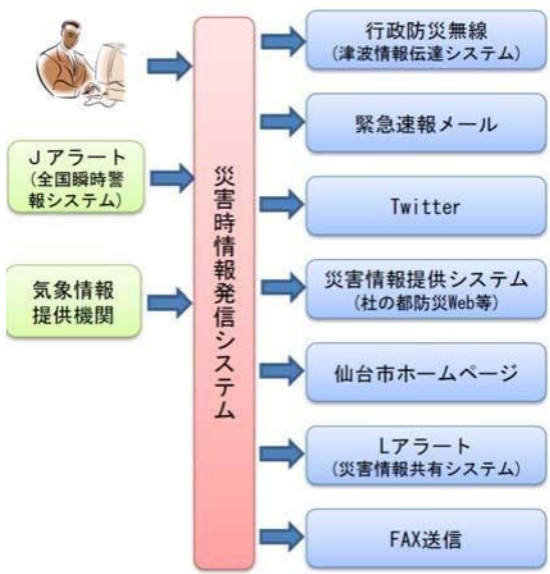 Jアラート
(全国瞬時警
報システム)
気象情報
提供機関
災害時情報発信システム
行政防災無線
(津波情報伝達システム)
緊急速報メール
Twitter
災害情報提供システム
(杜の都防災Web等)
仙台市ホームページ
Lアラート
(災害情報共有システム)
FAX送信